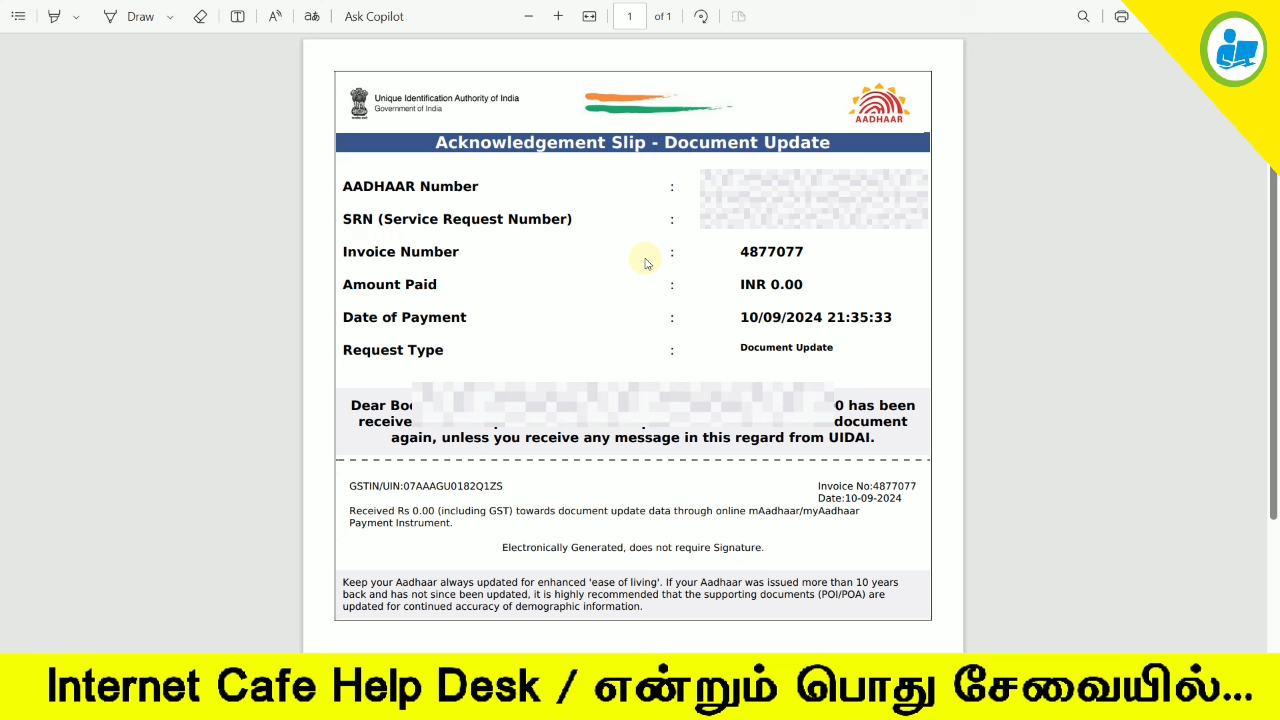 Draw
aあ
Ask Copilot
1 of 1
Unique Identification Authority of India
Government of India
AADHAAR
Acknowledgement Slip - Document Update
AADHAAR Number :
SRN (Service Request Number) :
Invoice Number : 4877077
Amount Paid : INR 0.00
Date of Payment : 10/09/2024 21:35:33
Request Type : Document Update
Dear has been
document
again, unless you receive any message in this regard from UIDAI.
GSTIN/UIN:07AAAGU0182Q1ZS
Invoice No:4877077
Date:10-09-2024
Received Rs 0.00 (including GST) towards document update data through online mAadhaar/myAadhaar
Payment Instrument.
Electronically Generated, does not require Signature.
Keep your Aadhaar always updated for enhanced 'ease of living'. If your Aadhaar was issued more than 10 years
back and has not since been updated, it is highly recommended that the supporting documents (POI/POA) are
updated for continued accuracy of demographic information.
Internet Cafe Help Desk / என்றும் பொது சேவையில்...